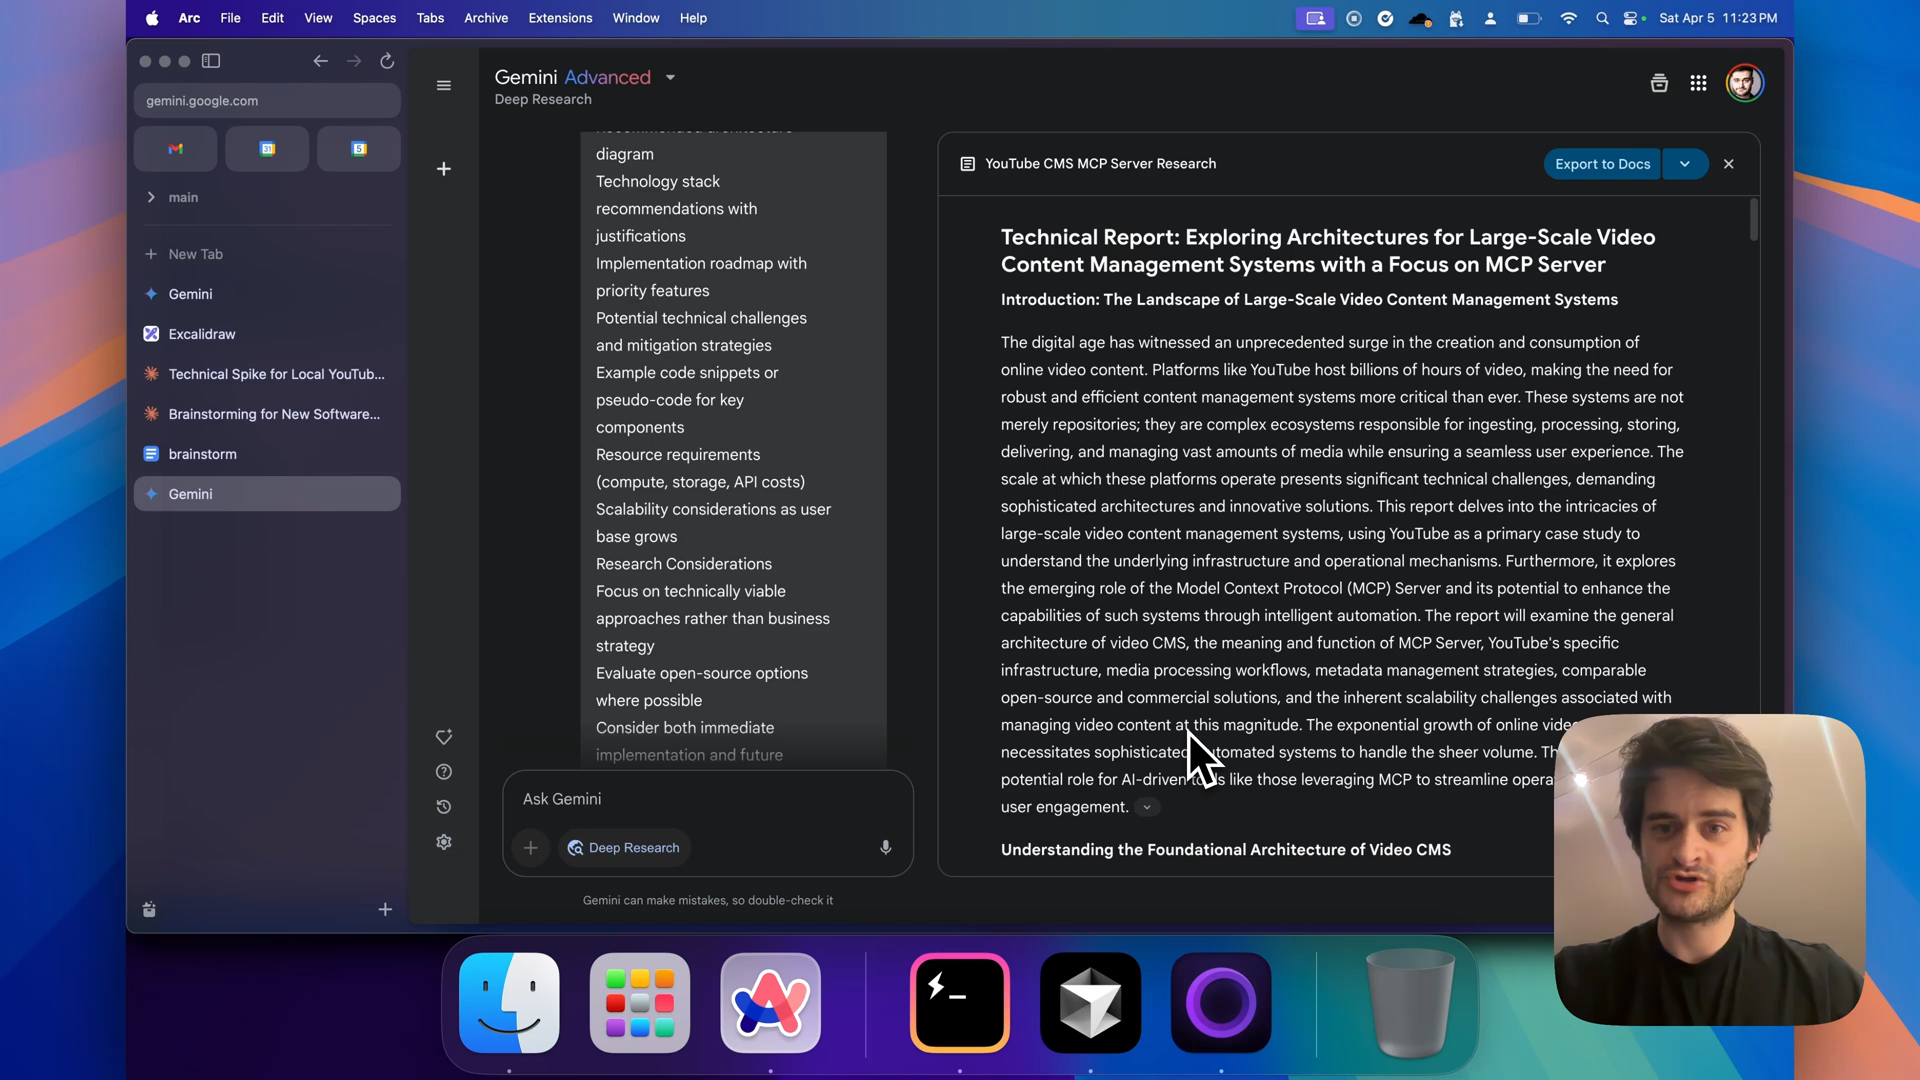 Arc File Edit View Spaces Tabs Archive Extensions Window Help
Sat Apr 5 11:23 PM
gemini.google.com
31
5
main
New Tab
Gemini
Excalidraw
Technical Spike for Local YouTub...
Brainstorming for New Software...
brainstorm
Gemini
Gemini Advanced
Deep Research
diagram
Technology stack
recommendations with
justifications
Implementation roadmap with
priority features
Potential technical challenges
and mitigation strategies
Example code snippets or
pseudo-code for key
components
Resource requirements
(compute, storage, API costs)
Scalability considerations as user
base grows
Research Considerations
Focus on technically viable
approaches rather than business
strategy
Evaluate open-source options
where possible
Consider both immediate
implementation and future
Ask Gemini
Deep Research
Gemini can make mistakes, so double-check it
YouTube CMS MCP Server Research
Export to Docs
Technical Report: Exploring Architectures for Large-Scale Video
Content Management Systems with a Focus on MCP Server
Introduction: The Landscape of Large-Scale Video Content Management Systems
The digital age has witnessed an unprecedented surge in the creation and consumption of
online video content. Platforms like YouTube host billions of hours of video, making the need for
robust and efficient content management systems more critical than ever. These systems are not
merely repositories; they are complex ecosystems responsible for ingesting, processing, storing,
delivering, and managing vast amounts of media while ensuring a seamless user experience. The
scale at which these platforms operate presents significant technical challenges, demanding
sophisticated architectures and innovative solutions. This report delves into the intricacies of
large-scale video content management systems, using YouTube as a primary case study to
understand the underlying infrastructure and operational mechanisms. Furthermore, it explores
the emerging role of the Model Context Protocol (MCP) Server and its potential to enhance the
capabilities of such systems through intelligent automation. The report will examine the general
architecture of video CMS, the meaning and function of MCP Server, YouTube's specific
infrastructure, media processing workflows, metadata management strategies, comparable
open-source and commercial solutions, and the inherent scalability challenges associated with
managing video content at this magnitude. The exponential growth of online
necessitates sophisticated automated systems to handle the sheer volume.
potential role for AI-driven tools like those leveraging MCP to streamline
user engagement.
Understanding the Foundational Architecture of Video CMS